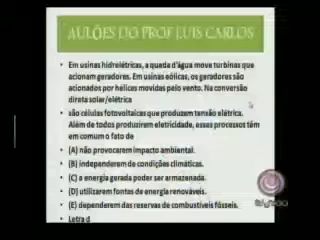 AULÕES DO PROF LUIS CARLOS
• Em usinas hidrelétricas, a queda d'água move turbinas que
acionam geradores. Em usinas eólicas, os geradores são
acionados por hélices movidas pelo vento. Na conversão
direta solar/elétrica
• são células fotovoltaicas que produzem tensão elétrica.
Além de todos produzirem eletricidade, esses processos têm
em comum o fato de
• (A) não provocarem impacto ambiental.
• (B) independerem de condições climáticas.
• (C) a energia gerada poder ser armazenada.
• (D) utilizarem fontes de energia renováveis.
• (E) dependerem das reservas de combustíveis fósseis.
• Letra d